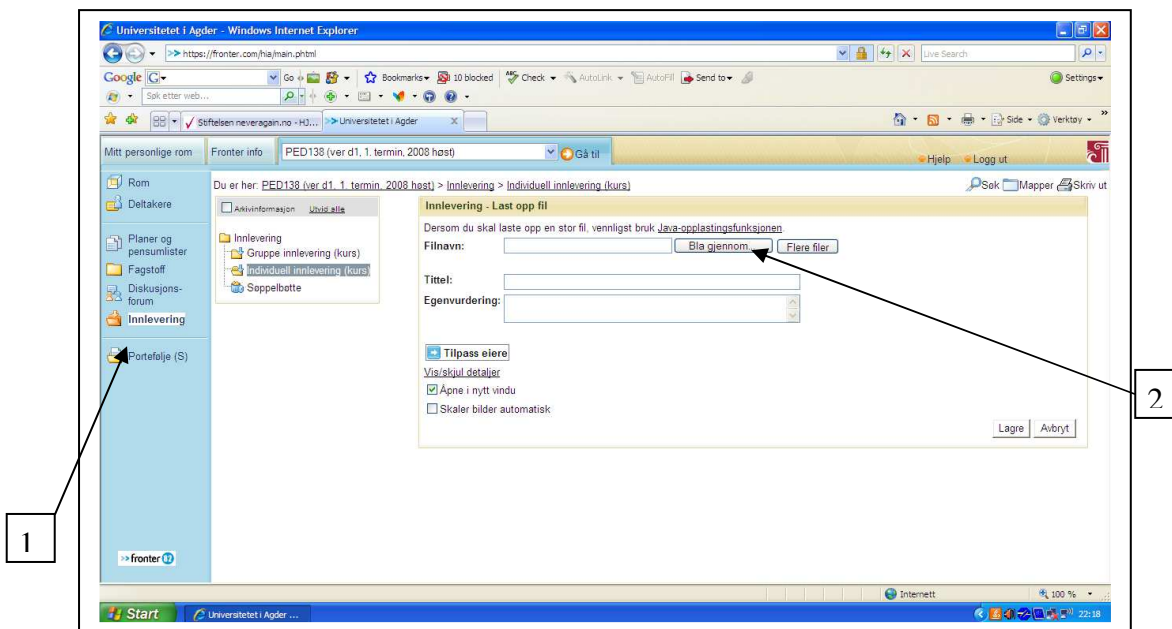 Universitetet i Agder - Windows Internet Explorer
>> https://fronter.com/hia/main.phtml
Live Search
Google G Go Bookmarks 10 blocked Check AutoLink AutoFill Send to Settings
Søk etter web...
Stiftelsen neveragain.no - HJ... >>Universitetet i Agder X Side Verktøy »
Mitt personlige rom Fronter info PED138 (ver d1, 1. termin, 2008 høst) Gå til Hjelp Logg ut
Rom
Deltakere
Planer og
pensumlister
Fagstoff
Diskusjons-
forum
Innlevering
Portefølje (S)
>> fronter 82
Du er her: PED138 (ver d1, 1. termin, 2008 høst) > Innlevering > Individuell innlevering (kurs) Søk Mapper Skriv ut
Arkivinformasjon Utvid alle
Innlevering
Gruppe innlevering (kurs)
Individuell innlevering (kurs)
Søppelbøtte
Innlevering - Last opp fil
Dersom du skal laste opp en stor fil, vennligst bruk Java-opplastingsfunksjonen.
Filnavn: Bla gjennom... Flere filer
Tittel:
Egenvurdering:
Tilpass eiere
Vis/skjul detaljer
Åpne i nytt vindu
Skaler bilder automatisk
Lagre Avbryt
1
2
Internett 100 %
Start Universitetet i Agder ... 22:18